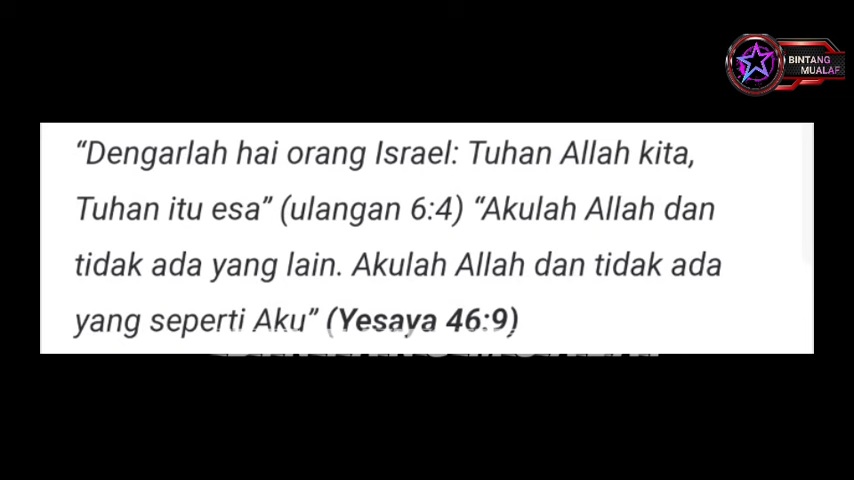 BINTANG
MUALAF
“Dengarlah hai orang Israel: Tuhan Allah kita,
Tuhan itu esa” (ulangan 6:4) “Akulah Allah dan
tidak ada yang lain. Akulah Allah dan tidak ada
yang seperti Aku” (Yesaya 46:9)